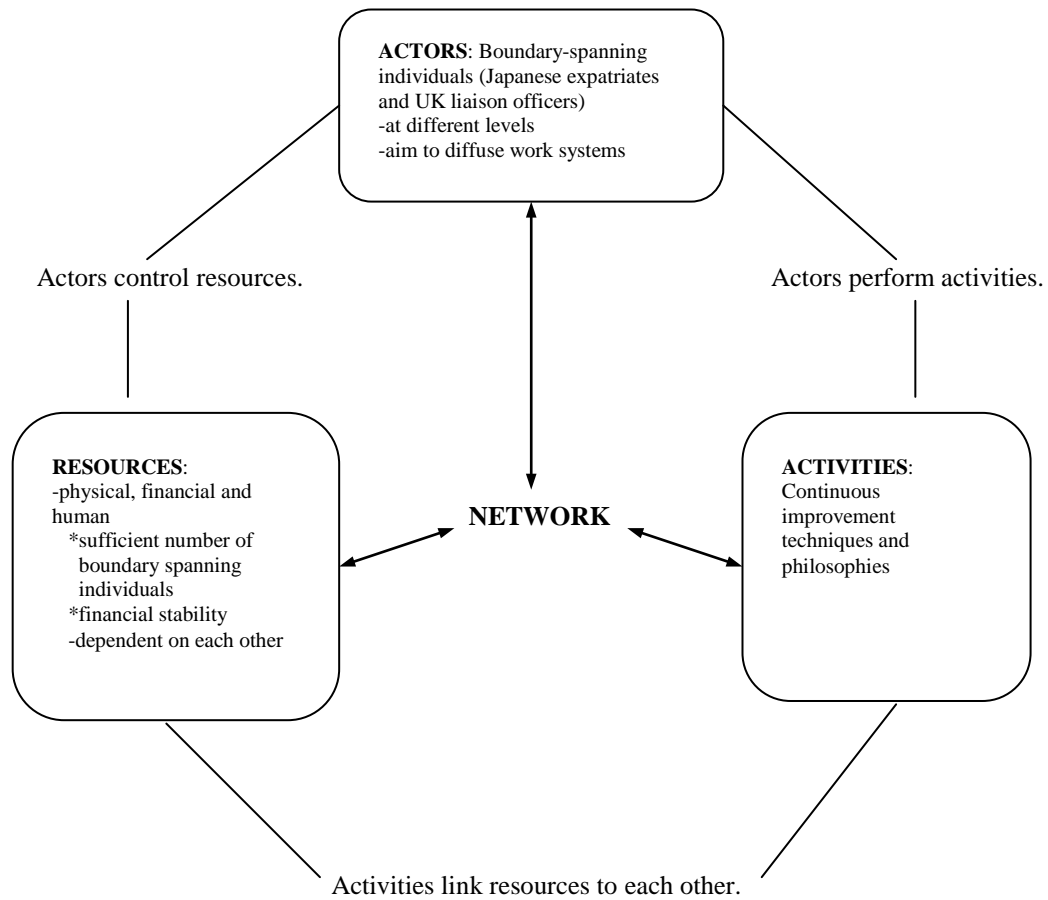 ACTORS: Boundary-spanning
individuals (Japanese expatriates
and UK liaison officers)
-at different levels
-aim to diffuse work systems
Actors control resources.
Actors perform activities.
RESOURCES:
-physical, financial and
human
*sufficient number of
boundary spanning
individuals
*financial stability
-dependent on each other
NETWORK
ACTIVITIES:
Continuous
improvement
techniques and
philosophies
Activities link resources to each other.